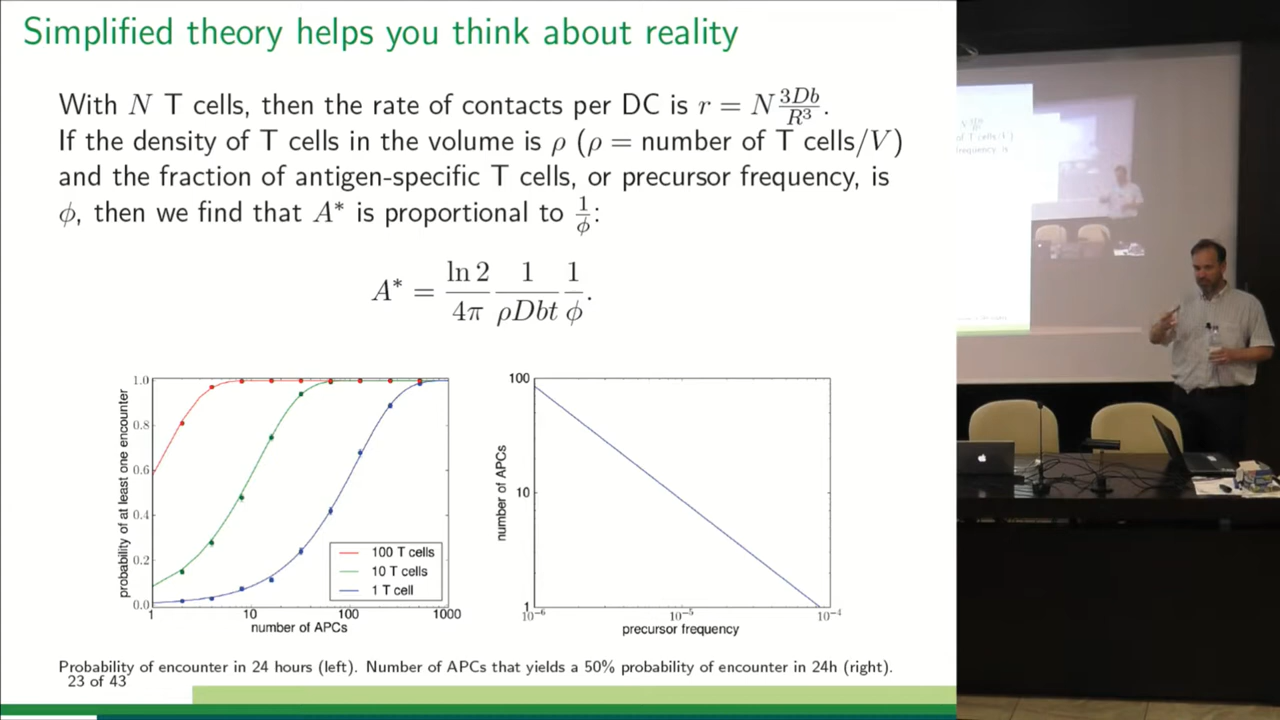 Simplified theory helps you think about reality
With N T cells, then the rate of contacts per DC is r = N 3Db/R³.
If the density of T cells in the volume is ρ (ρ = number of T cells/V)
and the fraction of antigen-specific T cells, or precursor frequency, is
φ, then we find that A* is proportional to 1/φ:
A* = ln 2/4π 1/ρDbt 1/φ.
probability of at least one encounter
1.0
0.8
0.6
0.4
0.2
0.0
1 10 100 1000
number of APCs
100 T cells
10 T cells
1 T cell
number of APCs
100
10
1
10⁻⁶ 10⁻⁵ 10⁻⁴
precursor frequency
Probability of encounter in 24 hours (left). Number of APCs that yields a 50% probability of encounter in 24h (right).
23 of 43